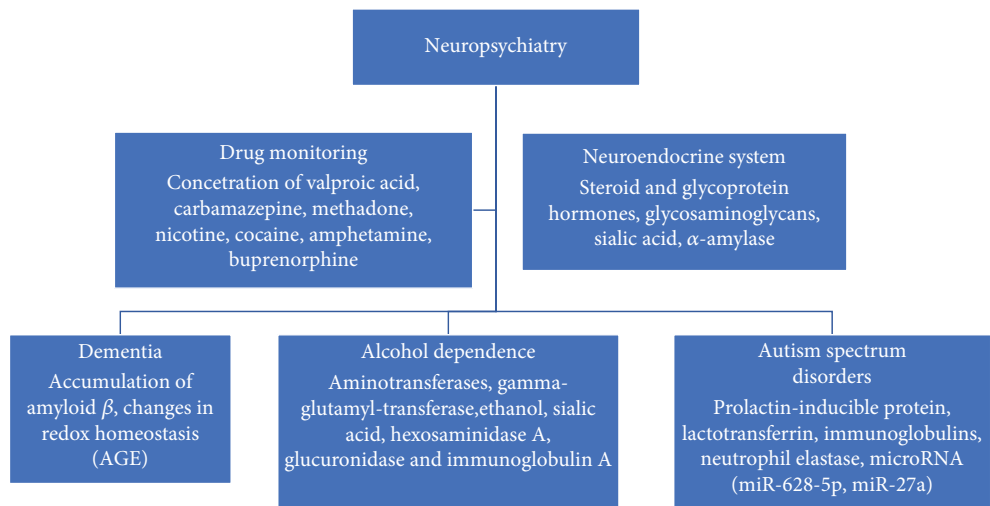 Neuropsychiatry
Drug monitoring
Concetration of valproic acid,
carbamazepine, methadone,
nicotine, cocaine, amphetamine,
buprenorphine
Neuroendocrine system
Steroid and glycoprotein
hormones, glycosaminoglycans,
sialic acid, α-amylase
Dementia
Accumulation of
amyloid β, changes in
redox homeostasis
(AGE)
Alcohol dependence
Aminotransferases, gamma-
glutamyl-transferase,ethanol, sialic
acid, hexosaminidase A,
glucuronidase and immunoglobulin A
Autism spectrum
disorders
Prolactin-inducible protein,
lactotransferrin, immunoglobulins,
neutrophil elastase, microRNA
(miR-628-5p, miR-27a)